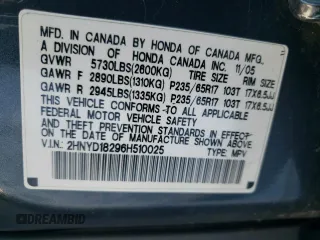 MFD. IN CANADA BY HONDA OF CANADA MFG.
A DIVISION OF HONDA CANADA INC. 11/05
GVWR 5730LBS(2600KG) TIRE SIZE RIM SIZE
GAWR F 2890LBS(1310KG) P235/65R17 103T 17X6.5JJ
GAWR R 2945LBS(1335KG) P235/65R17 103T 17X6.5JJ
THIS VEHICLE CONFORMS TO ALL APPLICABLE
FEDERAL MOTOR VEHICLE SAFETY AND
STANDARDS IN EFFECT ON THE DATE OF
MANUFACTURE SHOWN ABOVE.
V.I.N.: 2HNYD18296H510025 TYPE: MPV
© DREAMBID